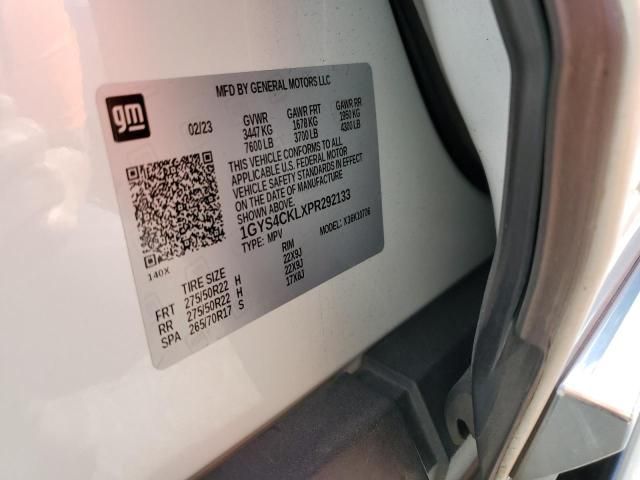 MFD BY GENERAL MOTORS LLC
gm
02/23
GVWR GAWR FRT GAWR RR
3447 KG 1678 KG 1950 KG
7600 LB 3700 LB 4300 LB
THIS VEHICLE CONFORMS TO ALL
APPLICABLE U.S. FEDERAL MOTOR
VEHICLE SAFETY STANDARDS IN EFFECT
ON THE DATE OF MANUFACTURE
SHOWN ABOVE.
1GYS4CKLXPR292133
TYPE: MPV MODEL: X3BK10706
140X
TIRE SIZE RIM
FRT 275/50R22 H 22X9J
RR 275/50R22 H 22X9J
SPA 265/70R17 S 17X8J